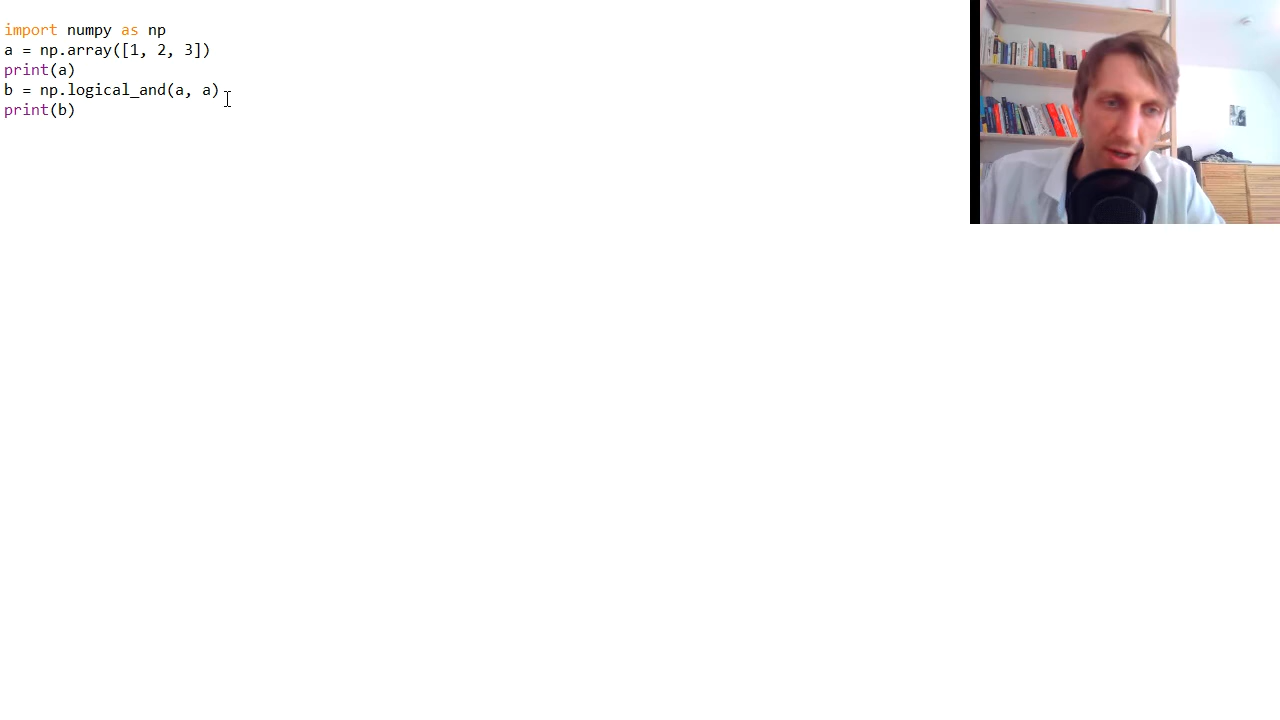 import numpy as np
a = np.array([1, 2, 3])
print(a)
b = np.logical_and(a, a)
print(b)